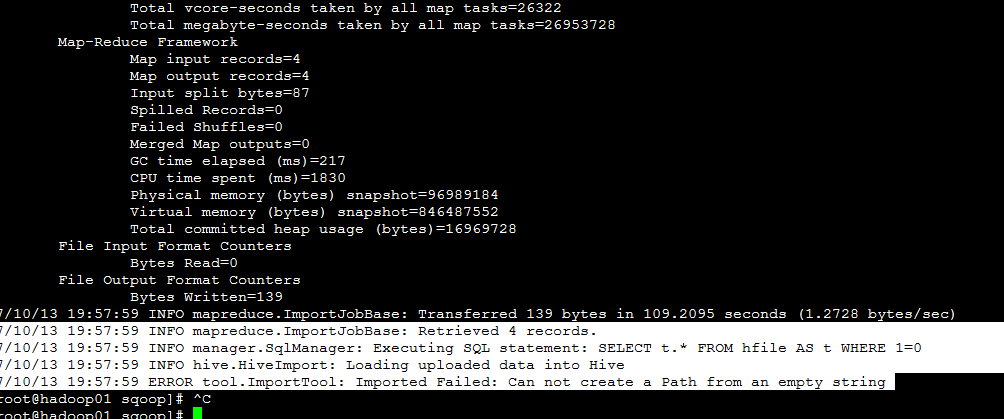 Total vcore-seconds taken by all map tasks=26322
Total megabyte-seconds taken by all map tasks=26953728
Map-Reduce Framework
Map input records=4
Map output records=4
Input split bytes=87
Spilled Records=0
Failed Shuffles=0
Merged Map outputs=0
GC time elapsed (ms)=217
CPU time spent (ms)=1830
Physical memory (bytes) snapshot=96989184
Virtual memory (bytes) snapshot=846487552
Total committed heap usage (bytes)=16969728
File Input Format Counters
Bytes Read=0
File Output Format Counters
Bytes Written=139
7/10/13 19:57:59 INFO mapreduce.ImportJobBase: Transferred 139 bytes in 109.2095 seconds (1.2728 bytes/sec)
7/10/13 19:57:59 INFO mapreduce.ImportJobBase: Retrieved 4 records.
7/10/13 19:57:59 INFO manager.SqlManager: Executing SQL statement: SELECT t.* FROM hfile AS t WHERE 1=0
7/10/13 19:57:59 INFO hive.HiveImport: Loading uploaded data into Hive
7/10/13 19:57:59 ERROR tool.ImportTool: Imported Failed: Can not create a Path from an empty string
root@hadoop01 sqoop]# ^C
root@hadoop01 sqoop]#